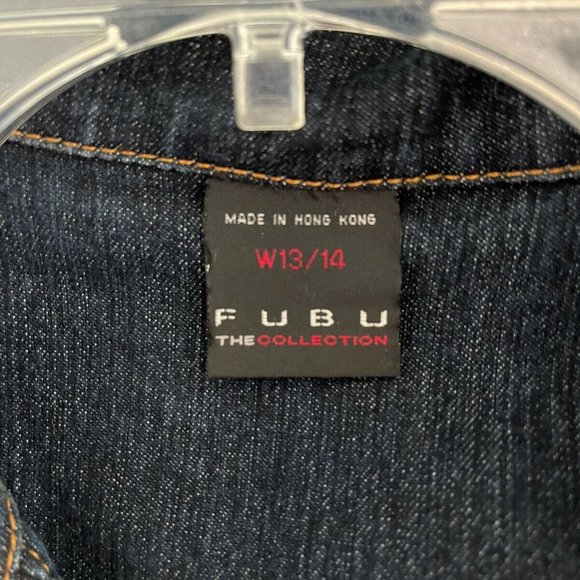 MADE IN HONG KONG
W13/14
FUBU
THECOLLECTION